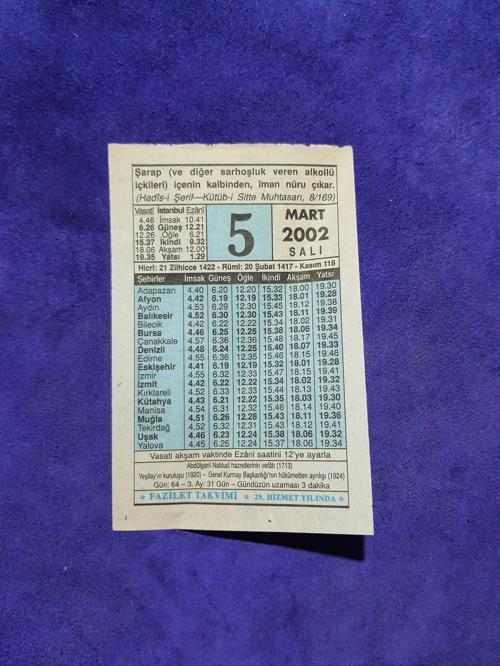 Şarap (ve diğer sarhoşluk veren alkollü
içkileri) içenin kalbinden, îman nûru çıkar.
(Hadîs-i Şerif—Kütüb-i Sitte Muhtasarı, 8/169)
Vasatî İstanbul Ezânî
4.46 İmsak 10.41
6.26 Güneş 12.21
12.26 Öğle 6.21
15.37 İkindi 9.32
18.06 Akşam 12.00
19.35 Yatsı 1.29
5
MART
2002
SALI
Hicrî: 21 Zilhicce 1422 - Rûmî: 20 Şubat 1417 - Kasım 118
Şehirler İmsak Güneş Öğle İkindi Akşam Yatsı
Adapazarı 4.40 6.20 12.20 15.32 18.00 19.30
Afyon 4.42 6.19 12.19 15.33 18.01 19.28
Aydın 4.53 6.29 12.30 15.45 18.12 19.38
Balıkesir 4.52 6.30 12.30 15.43 18.11 19.39
Bilecik 4.42 6.22 12.22 15.34 18.02 19.31
Bursa 4.46 6.25 12.25 15.38 18.06 19.34
Çanakkale 4.57 6.36 12.36 15.48 18.17 19.45
Denizli 4.48 6.24 12.25 15.40 18.07 19.33
Edirne 4.55 6.36 12.35 15.46 18.15 19.46
Eskişehir 4.41 6.19 12.19 15.32 18.01 19.28
İzmir 4.55 6.32 12.33 15.47 18.15 19.41
İzmit 4.42 6.22 12.22 15.34 18.02 19.32
Kırklareli 4.52 6.33 12.33 15.44 18.13 19.43
Kütahya 4.43 6.21 12.22 15.35 18.03 19.30
Manisa 4.54 6.31 12.32 15.46 18.14 19.40
Muğla 4.51 6.26 12.28 15.43 18.11 19.36
Tekirdağ 4.52 6.32 12.31 15.43 18.11 19.41
Uşak 4.46 6.23 12.24 15.38 18.06 19.32
Yalova 4.45 6.25 12.24 15.37 18.06 19.34
Vasati akşam vaktinde Ezânî saatini 12'ye ayarla
Abdülganî Nablusî hazretlerinin vefâtı (1713)
Yeşilay'ın kuruluşu (1920) – Genel Kurmay Başkanlığı'nın hükümetten ayrılışı (1924)
Gün: 64 – 3. Ay: 31 Gün – Gündüzün uzaması 3 dakika
★ FAZİLET TAKVİMİ ★ 29. HİZMET YILINDA ★